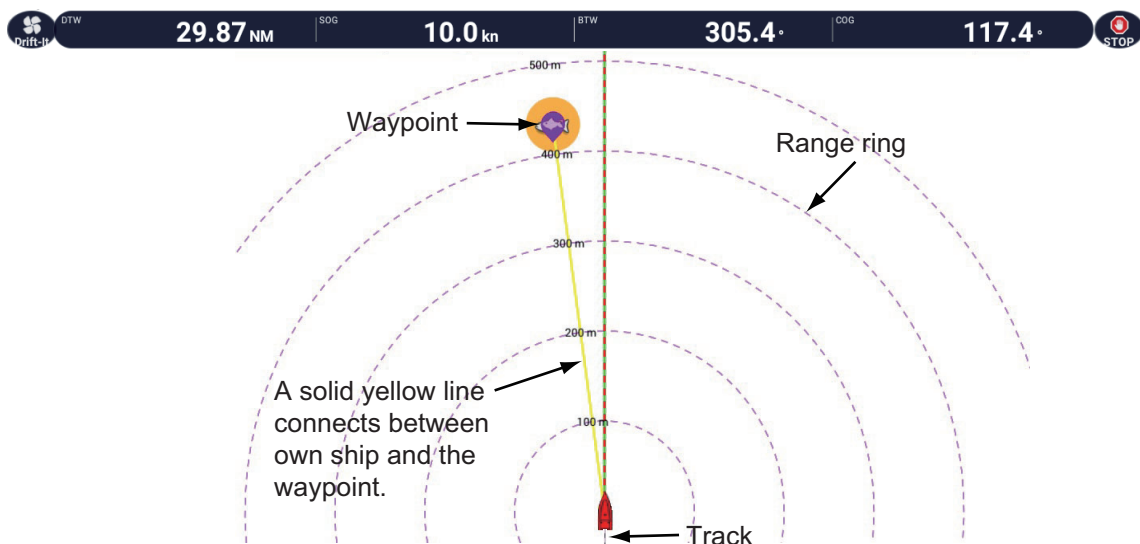 DTW 29.87 NM SOG 10.0 kn BTW 305.4° COG 117.4°
Drift-It STOP
500 m
Waypoint
Range ring
400 m
300 m
200 m
A solid yellow line
connects between
own ship and the
waypoint.
100 m
Track